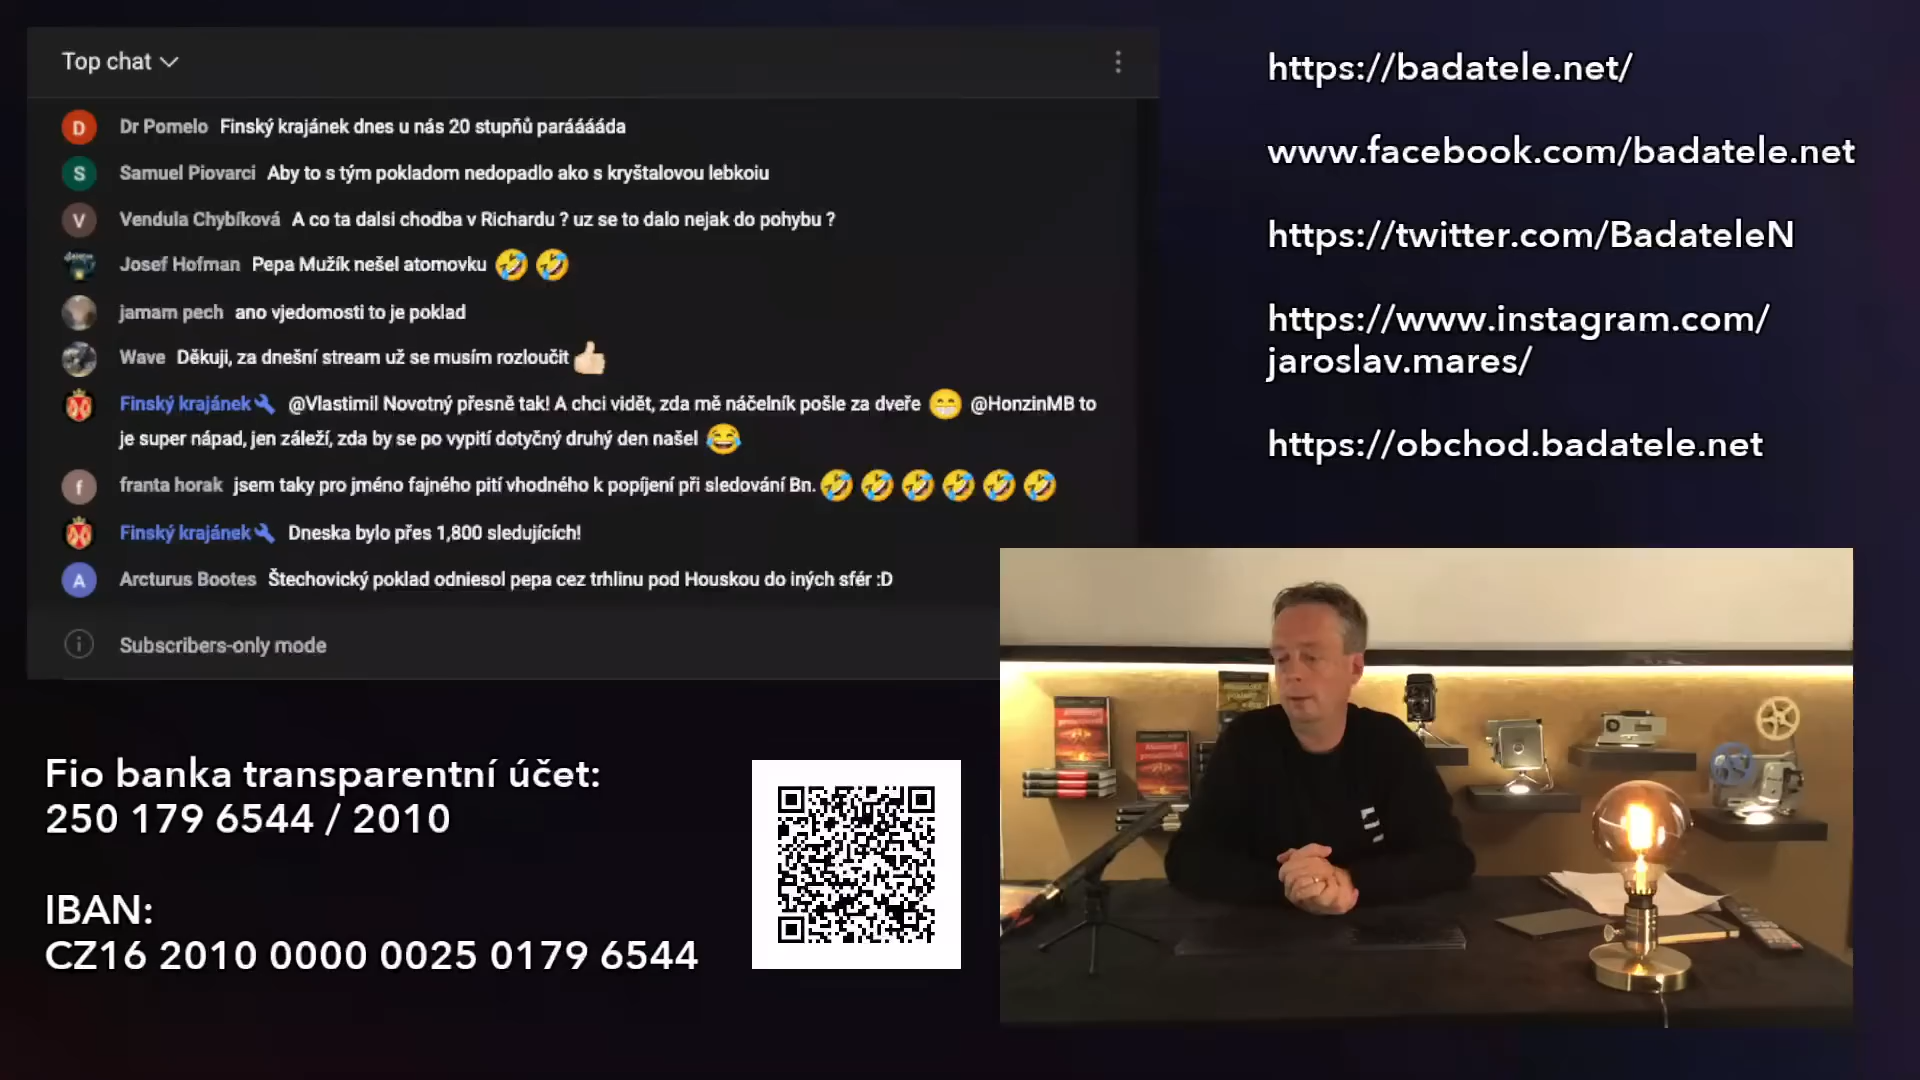 Top chat
D Dr Pomelo Finský krajánek dnes u nás 20 stupňů parááááda
S Samuel Piovarci Aby to s tým pokladom nedopadlo ako s kryštalovou lebkoiu
V Vendula Chybíková A co ta dalsi chodba v Richardu ? uz se to dalo nejak do pohybu ?
Josef Hofman Pepa Mužík nešel atomovku 🤣 🤣
jamam pech ano vjedomosti to je poklad
Wave Děkuji, za dnešní stream už se musím rozloučit 👍🏻
Finský krajánek @Vlastimil Novotný přesně tak! A chci vidět, zda mě náčelník pošle za dveře 😁 @HonzinMB to
je super nápad, jen záleží, zda by se po vypití dotyčný druhý den našel 😂
f franta horak jsem taky pro jméno fajného pití vhodného k popíjení při sledování Bn. 🤣 🤣 🤣 🤣 🤣 🤣
Finský krajánek Dneska bylo přes 1,800 sledujících!
A Arcturus Bootes Štechovický poklad odniesol pepa cez trhlinu pod Houskou do iných sfér :D
Subscribers-only mode
https://badatele.net/
www.facebook.com/badatele.net
https://twitter.com/BadateleN
https://www.instagram.com/
jaroslav.mares/
https://obchod.badatele.net
Fio banka transparentní účet:
250 179 6544 / 2010
IBAN:
CZ16 2010 0000 0025 0179 6544